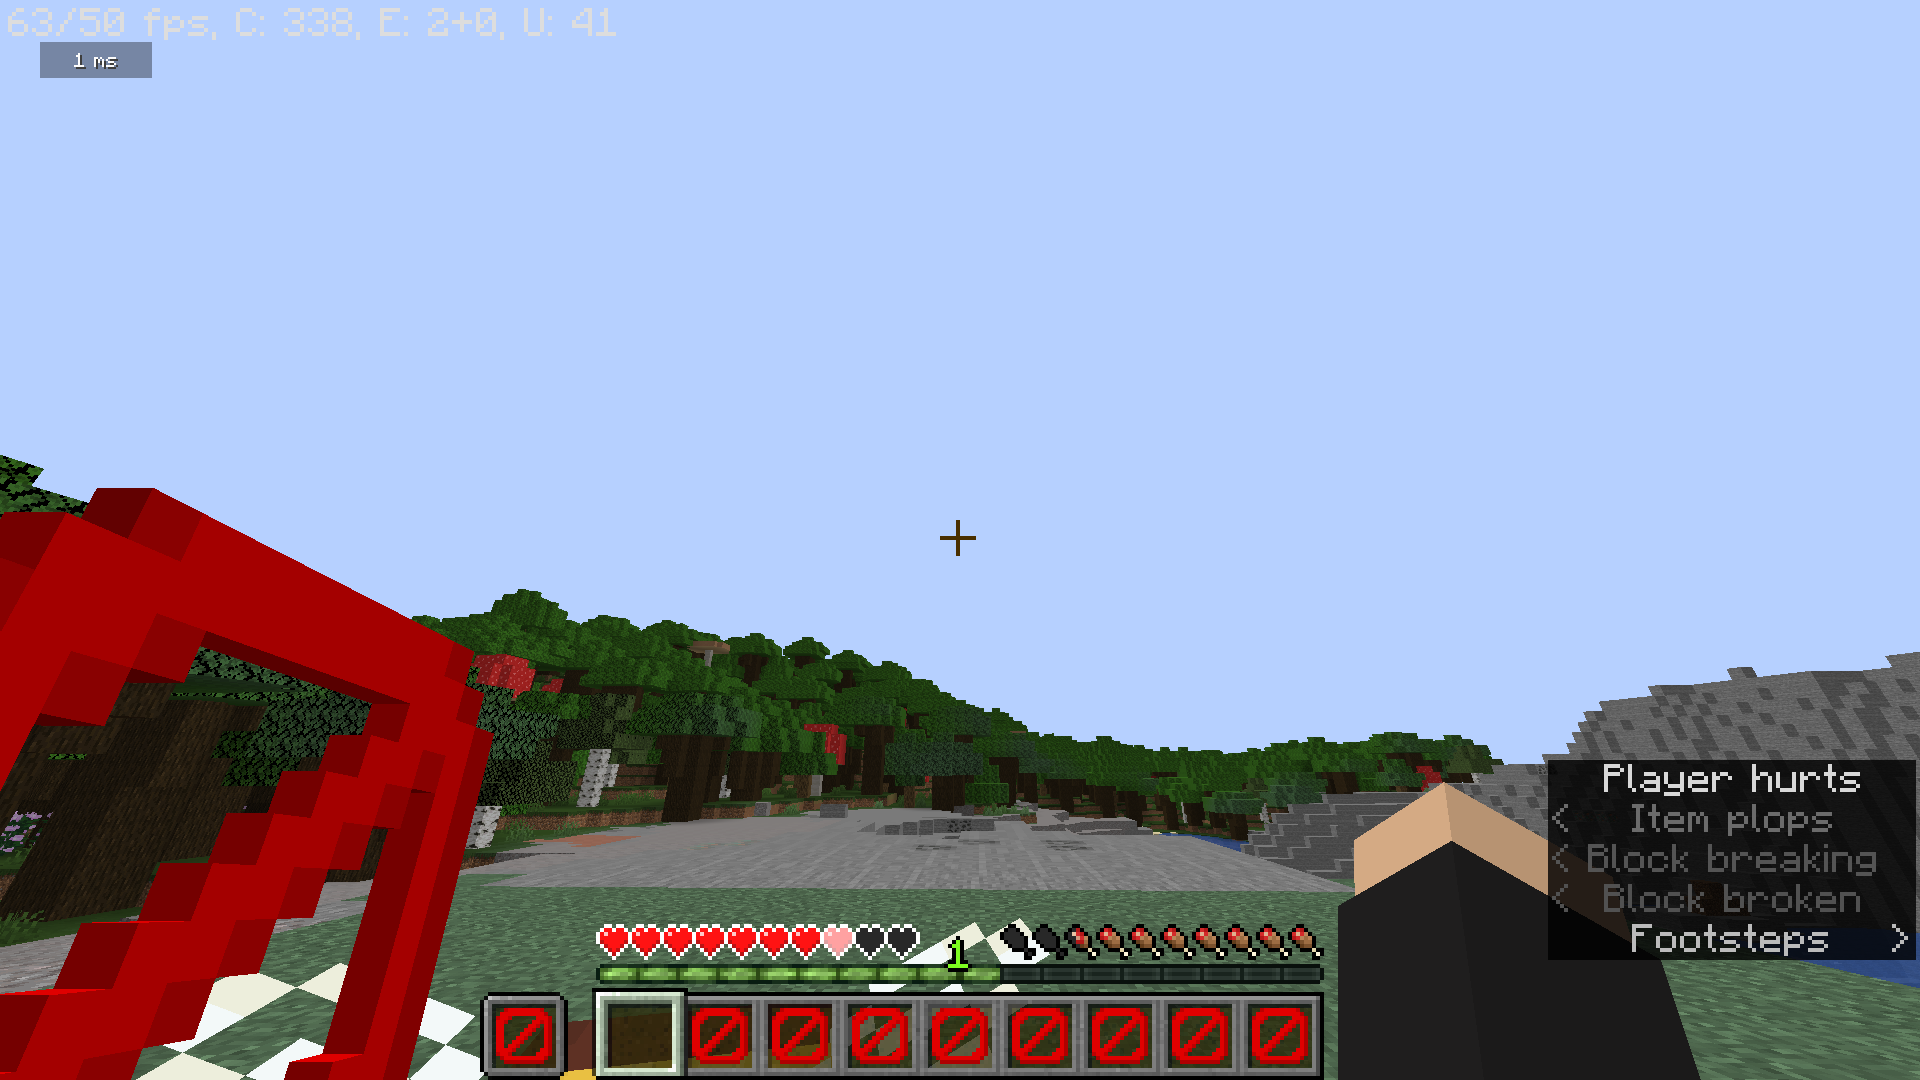 63/50 fps, C: 338, E: 2+0, U: 41
1 ms
Player hurts
< Item plops
< Block breaking
< Block broken
Footsteps >
1